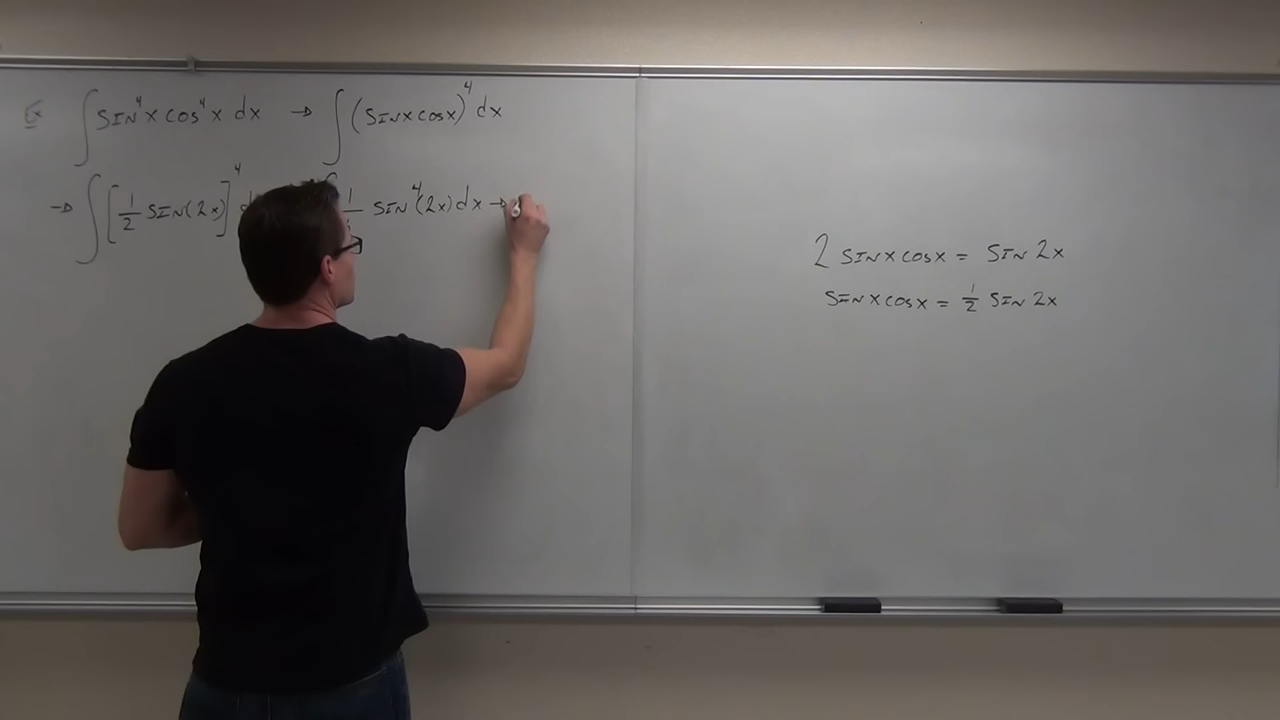 Ex ∫ SIN⁴x cos⁴x dx → ∫ (SINx cosx)⁴ dx
→ ∫ [1/2 SIN(2x)]⁴ 1 SIN⁴(2x) dx →
2 SINx cosx = SIN 2x
SINx cosx = 1/2 SIN 2x